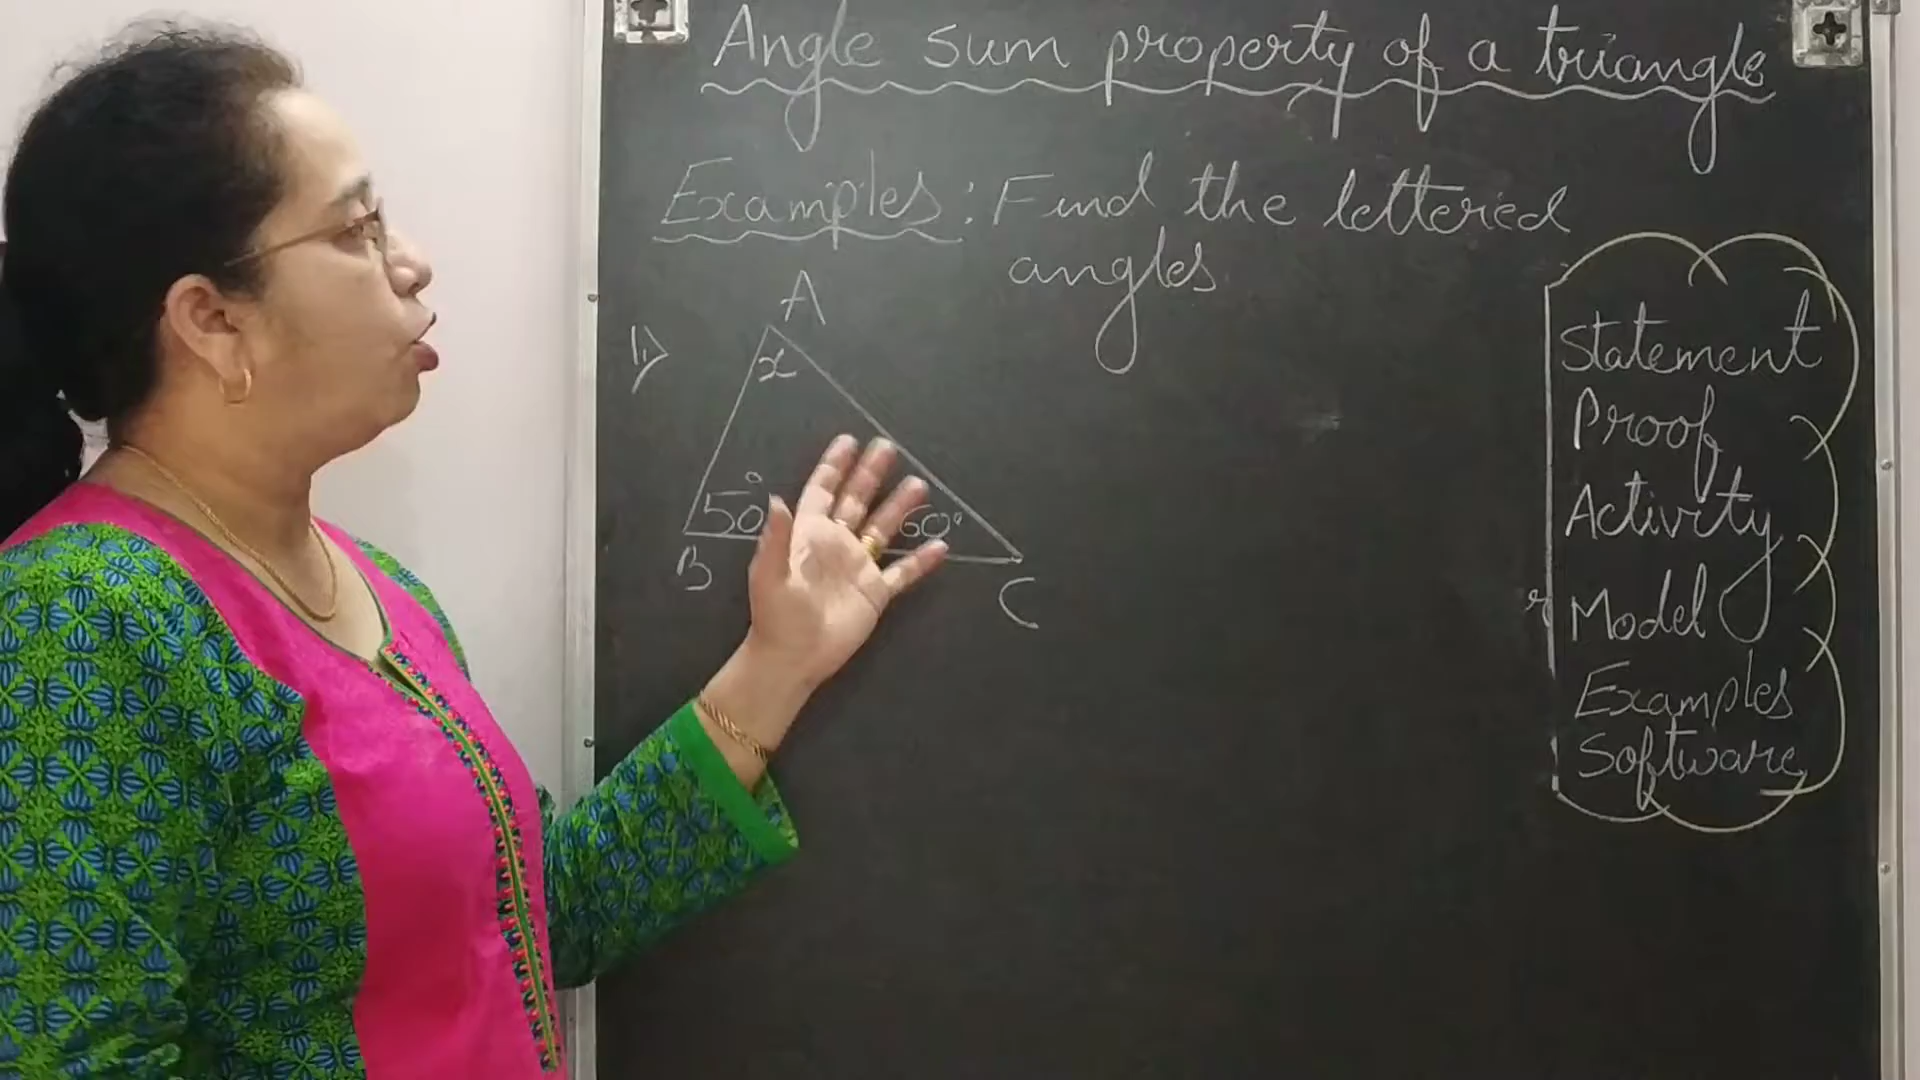 Angle sum property of a triangle
Examples: Find the lettered
angles
1)
A
x
50°
60°
B
C
Statement
Proof
Activity
Model
Examples
Software